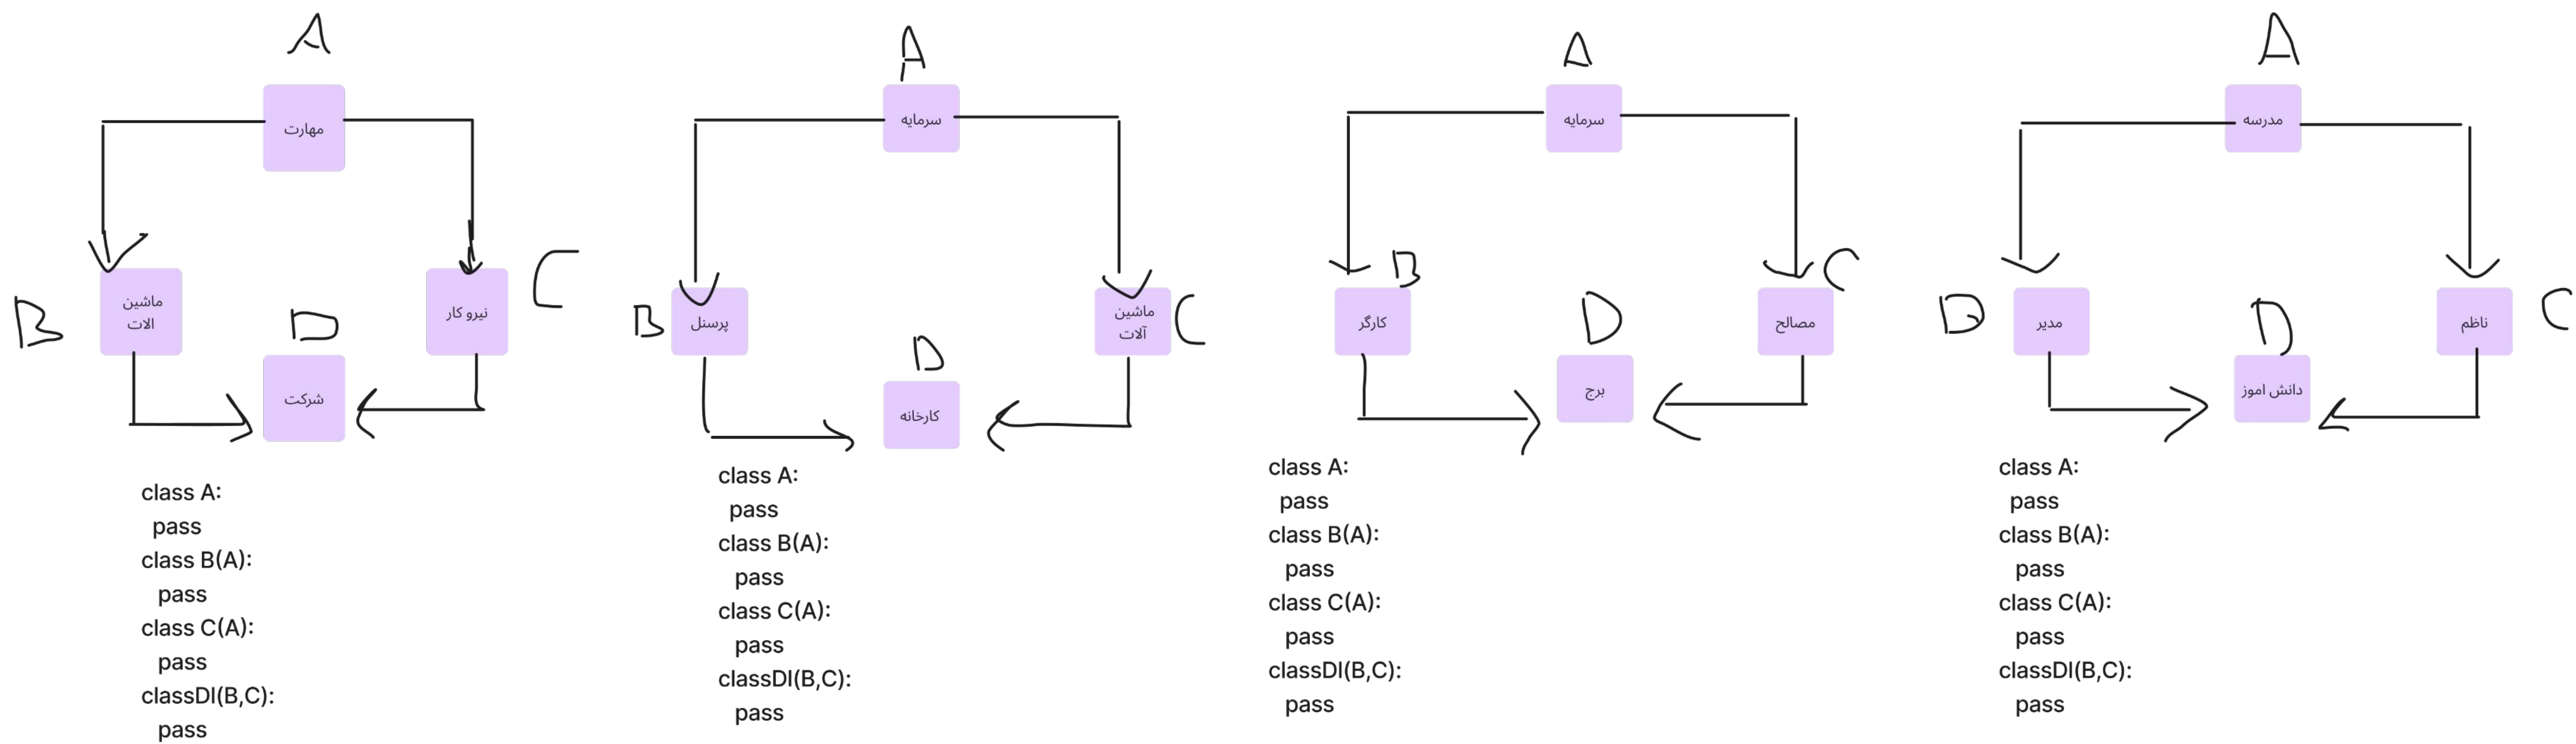 A
مهارت
B
ماشین
الات
نیرو کار
C
D
شرکت
class A:
pass
class B(A):
pass
class C(A):
pass
classDI(B,C):
pass
A
سرمایه
B
پرسنل
ماشین
آلات
C
D
کارخانه
class A:
pass
class B(A):
pass
class C(A):
pass
classDI(B,C):
pass
A
سرمایه
B
کارگر
C
مصالح
D
برج
class A:
pass
class B(A):
pass
class C(A):
pass
classDI(B,C):
pass
A
مدرسه
B
مدیر
ناظم
C
D
دانش اموز
class A:
pass
class B(A):
pass
class C(A):
pass
classDI(B,C):
pass